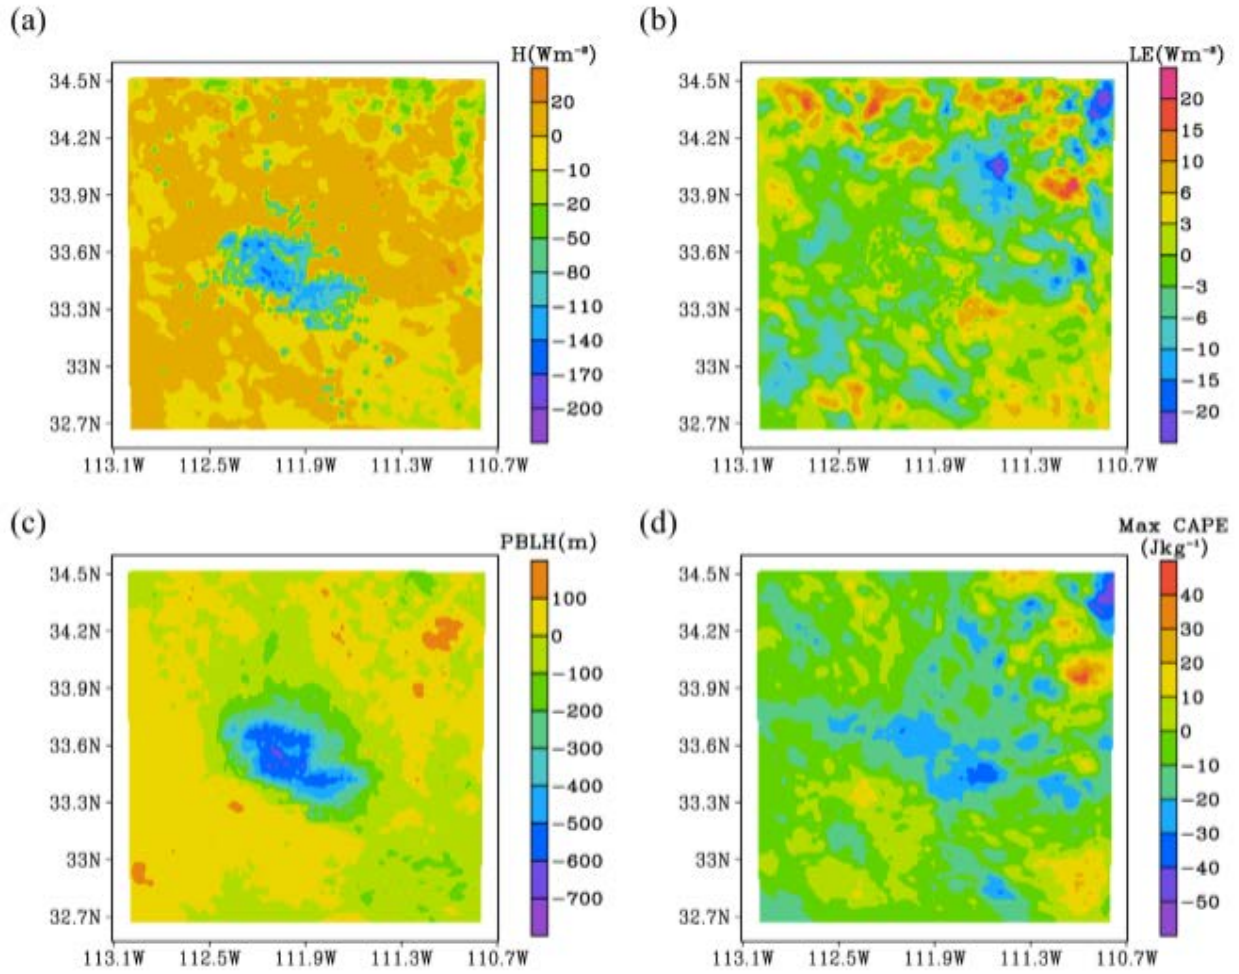 (a)
H(Wm⁻²)
34.5N
34.2N
33.9N
33.6N
33.3N
33N
32.7N
113.1W 112.5W 111.9W 111.3W 110.7W
20
0
−10
−20
−50
−80
−110
−140
−170
−200
(b)
LE(Wm⁻²)
34.5N
34.2N
33.9N
33.6N
33.3N
33N
32.7N
113.1W 112.5W 111.9W 111.3W 110.7W
20
15
10
6
3
0
−3
−6
−10
−15
−20
(c)
PBLH(m)
34.5N
34.2N
33.9N
33.6N
33.3N
33N
32.7N
113.1W 112.5W 111.9W 111.3W 110.7W
100
0
−100
−200
−300
−400
−500
−600
−700
(d)
Max CAPE
(Jkg⁻¹)
34.5N
34.2N
33.9N
33.6N
33.3N
33N
32.7N
113.1W 112.5W 111.9W 111.3W 110.7W
40
30
20
10
0
−10
−20
−30
−40
−50